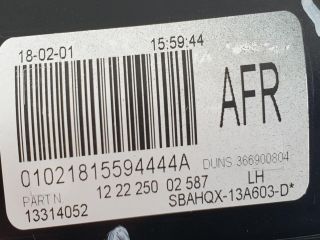 18-02-01 15:59:44
AFR
01021815594444A DUNS 366900804
12 22 250 02 587 LH
PART N
13314052 SBAHQX-13A603-D*